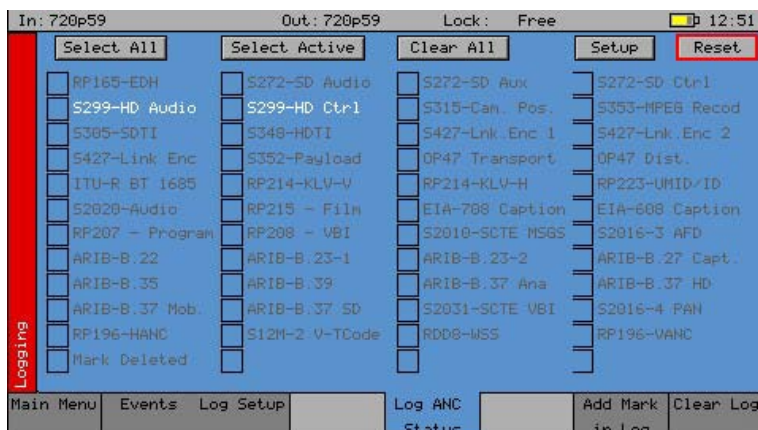 In: 720p59 Out: 720p59 Lock: Free 12:51
Select All Select Active Clear All Setup Reset
RP165-EDH S272-SD Audio S272-SD Aux S272-SD Ctrl
S299-HD Audio S299-HD Ctrl S315-Cam. Pos. S353-MPEG Recod
S305-SDTI S348-HDTI S427-Lnk.Enc 1 S427-Lnk.Enc 2
S427-Link Enc S352-Payload OP47 Transport OP47 Dist.
ITU-R BT 1685 RP214-KLV-V RP214-KLV-H RP223-UMID/ID
S2020-Audio RP215 - Film EIA-708 Caption EIA-608 Caption
RP207 - Program RP208 - VBI S2010-SCTE MSGS S2016-3 AFD
ARIB-B.22 ARIB-B.23-1 ARIB-B.23-2 ARIB-B.27 Capt.
ARIB-B.35 ARIB-B.39 ARIB-B.37 Ana ARIB-B.37 HD
ARIB-B.37 Mob. ARIB-B.37 SD S2031-SCTE VBI S2016-4 PAN
RP196-HANC S12M-2 V-TCode RDD8-WSS RP196-VANC
Mark Deleted
Logging
Main Menu Events Log Setup Log ANC Add Mark Clear Log
Status in Log